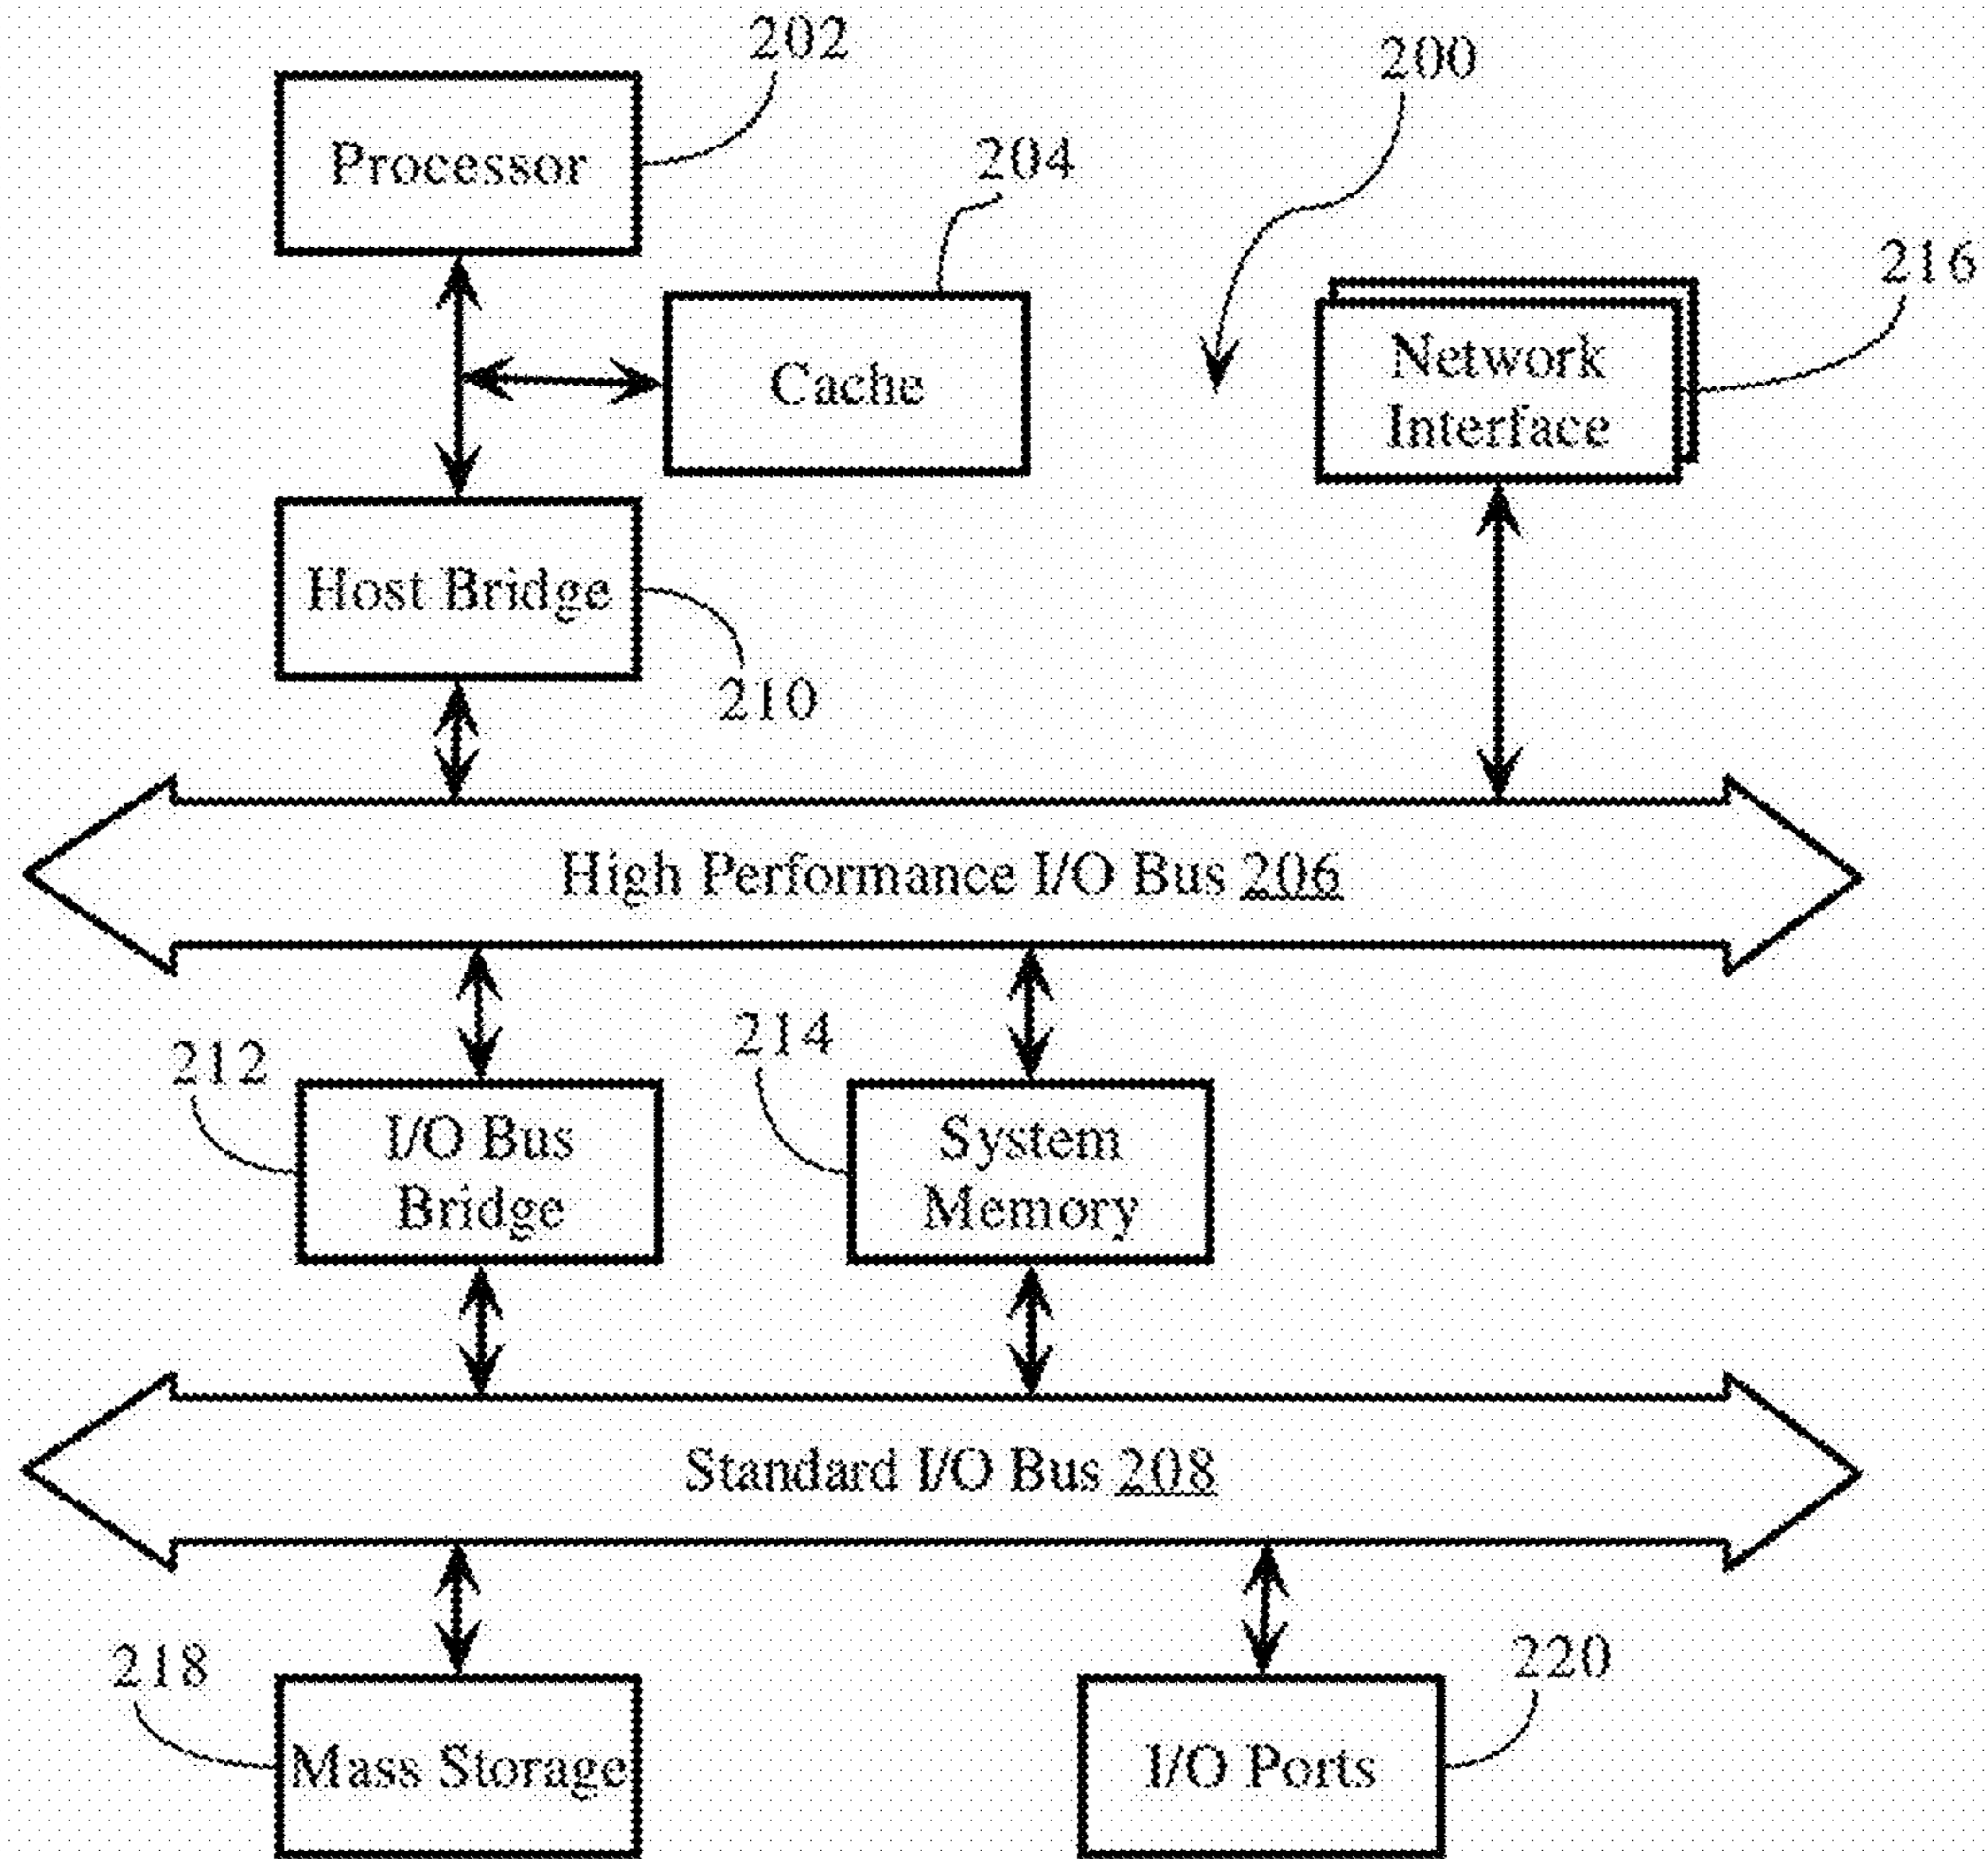 202
200
Processor
204
216
Network
Interface
Cache
Host Bridge
210
High Performance I/O Bus 206
214
212
I/O Bus
Bridge
System
Memory
Standard I/O Bus 208
218
220
Mass Storage
I/O Ports